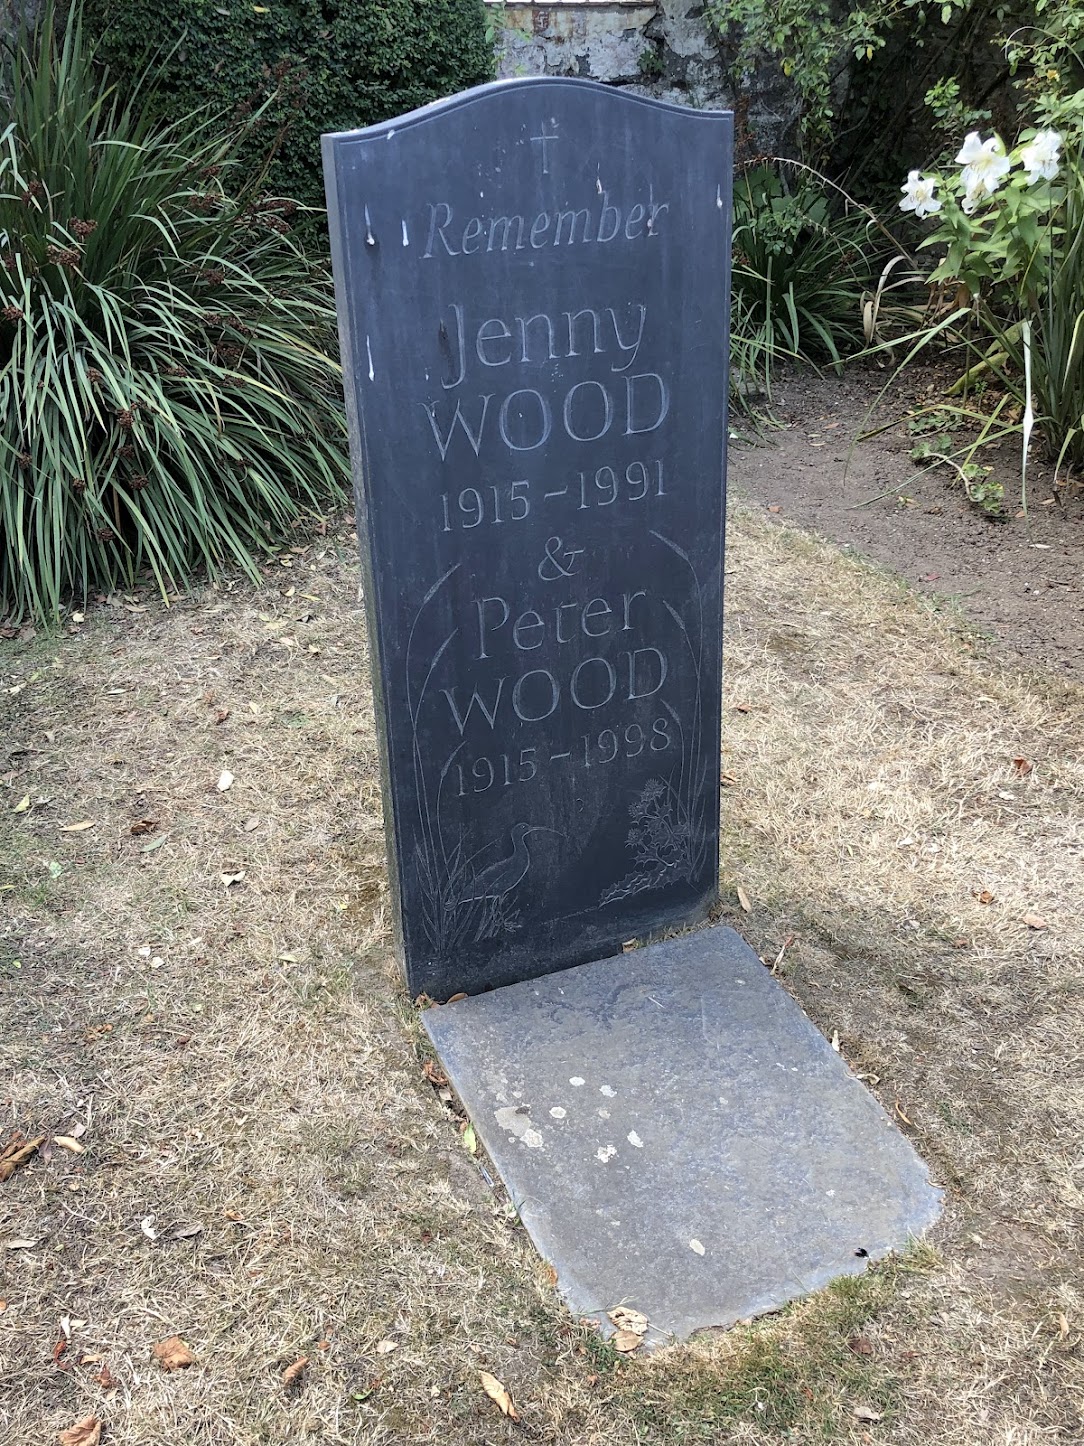 Remember
Jenny
WOOD
1915–1991
&
Peter
WOOD
1915–1998